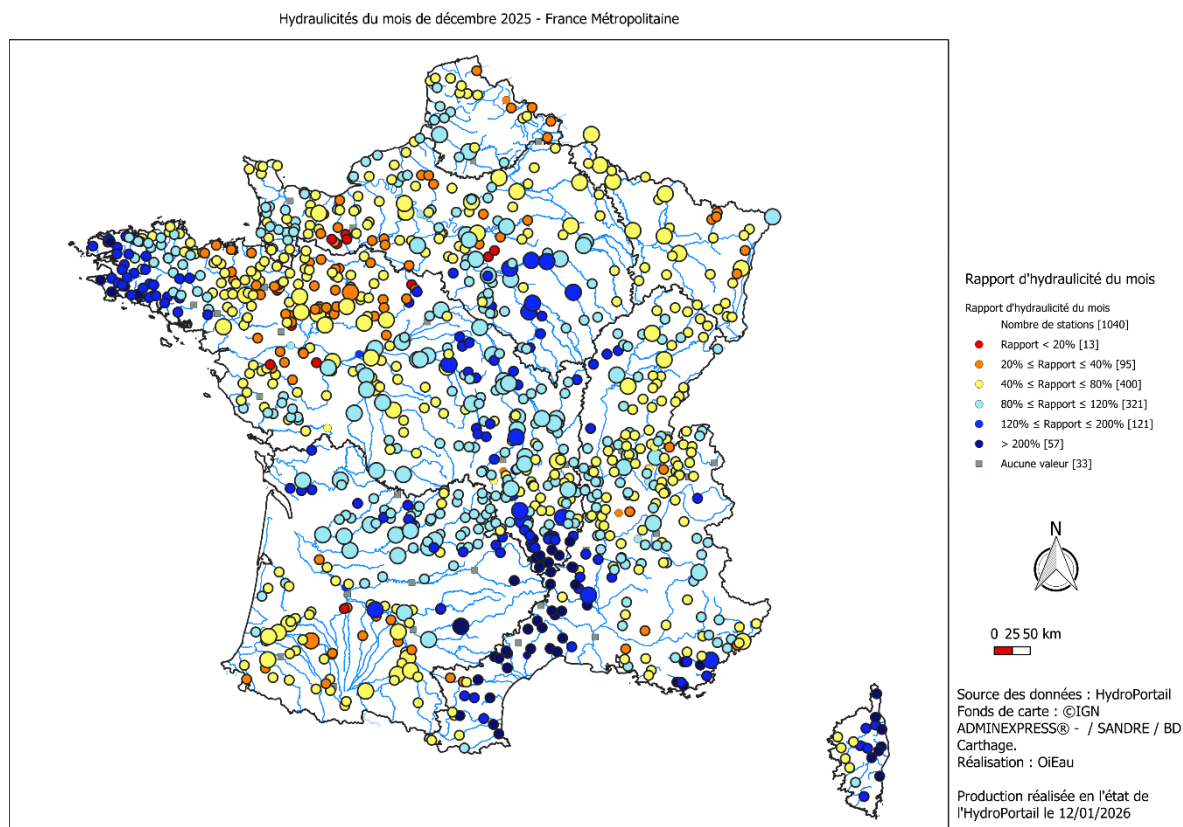 Hydraulicités du mois de décembre 2025 - France Métropolitaine
Rapport d'hydraulicité du mois
Rapport d'hydraulicité du mois
Nombre de stations [1040]
Rapport < 20% [13]
20% ≤ Rapport ≤ 40% [95]
40% ≤ Rapport ≤ 80% [400]
80% ≤ Rapport ≤ 120% [321]
120% ≤ Rapport ≤ 200% [121]
> 200% [57]
Aucune valeur [33]
N
0 25 50 km
Source des données : HydroPortail
Fonds de carte : ©IGN
ADMINEXPRESS® - / SANDRE / BD
Carthage.
Réalisation : OiEau
Production réalisée en l'état de
l'HydroPortail le 12/01/2026